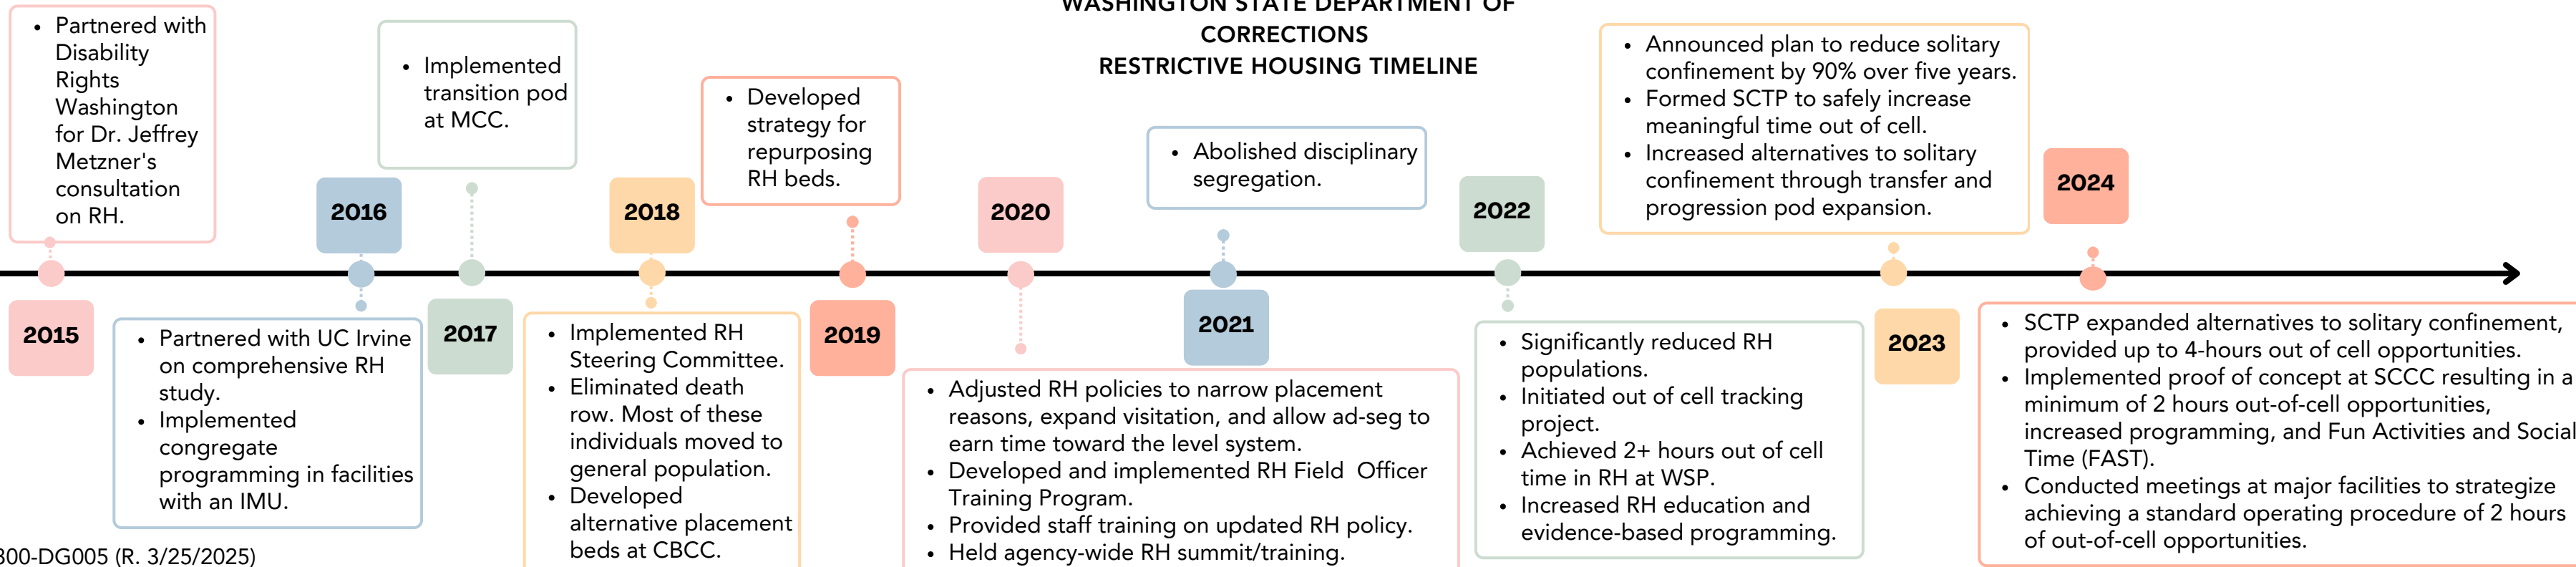 WASHINGTON STATE DEPARTMENT OF
CORRECTIONS
RESTRICTIVE HOUSING TIMELINE
2015
• Partnered with
Disability
Rights
Washington
for Dr. Jeffrey
Metzner's
consultation
on RH.
2016
• Partnered with UC Irvine
on comprehensive RH
study.
• Implemented
congregate
programming in facilities
with an IMU.
2017
• Implemented
transition pod
at MCC.
2018
• Implemented RH
Steering Committee.
• Eliminated death
row. Most of these
individuals moved to
general population.
• Developed
alternative placement
beds at CBCC.
2019
• Developed
strategy for
repurposing
RH beds.
2020
• Adjusted RH policies to narrow placement
reasons, expand visitation, and allow ad-seg to
earn time toward the level system.
• Developed and implemented RH Field Officer
Training Program.
• Provided staff training on updated RH policy.
• Held agency-wide RH summit/training.
2021
• Abolished disciplinary
segregation.
2022
• Significantly reduced RH
populations.
• Initiated out of cell tracking
project.
• Achieved 2+ hours out of cell
time in RH at WSP.
• Increased RH education and
evidence-based programming.
2023
• Announced plan to reduce solitary
confinement by 90% over five years.
• Formed SCTP to safely increase
meaningful time out of cell.
• Increased alternatives to solitary
confinement through transfer and
progression pod expansion.
2024
• SCTP expanded alternatives to solitary confinement,
provided up to 4-hours out of cell opportunities.
• Implemented proof of concept at SCCC resulting in a
minimum of 2 hours out-of-cell opportunities,
increased programming, and Fun Activities and Social
Time (FAST).
• Conducted meetings at major facilities to strategize
achieving a standard operating procedure of 2 hours
of out-of-cell opportunities.
300-DG005 (R. 3/25/2025)